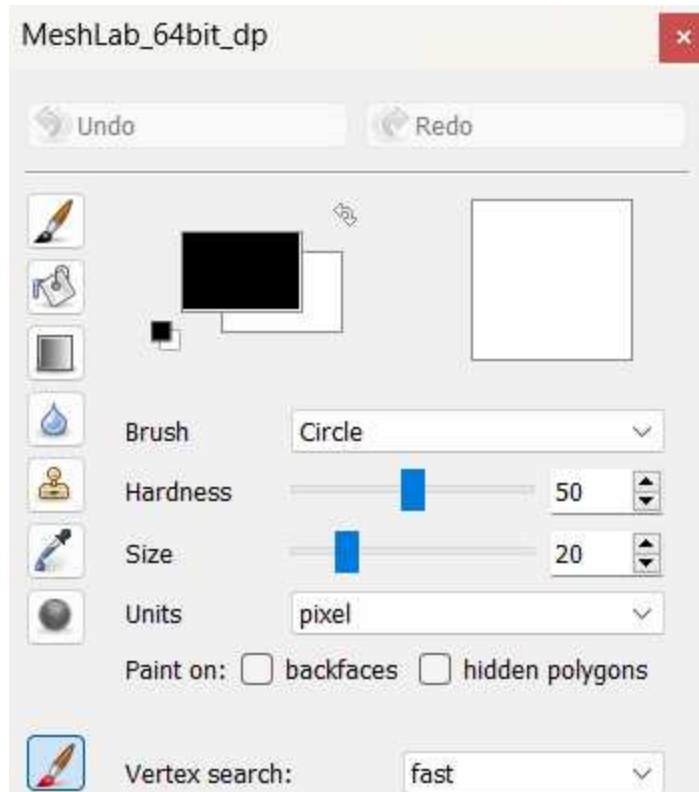 MeshLab_64bit_dp
Undo Redo
Brush Circle
Hardness 50
Size 20
Units pixel
Paint on: backfaces hidden polygons
Vertex search: fast